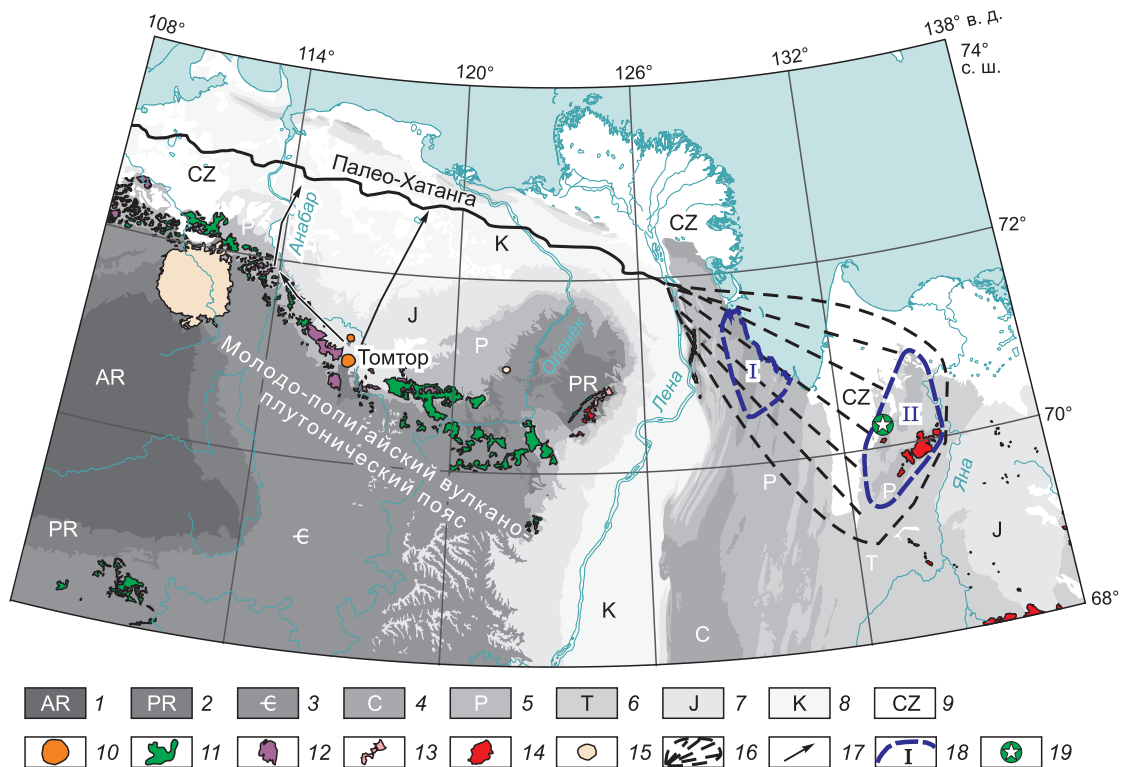 108°
114°
120°
126°
132°
138° в. д.
74°
с. ш.
72°
70°
68°
Палео-Хатанга
CZ
Анабар
P
K
J
P
CZ
Томтор
Оленёк
PR
Лена
I
CZ
II
AR
Молодо-попигайский вулкано-
плутонический пояс
P
P
Яна
J
PR
Є
T
K
C
AR 1 PR 2 Є 3 C 4 P 5 T 6 J 7 K 8 CZ 9
10 11 12 13 14 15 16 17 I 18 19